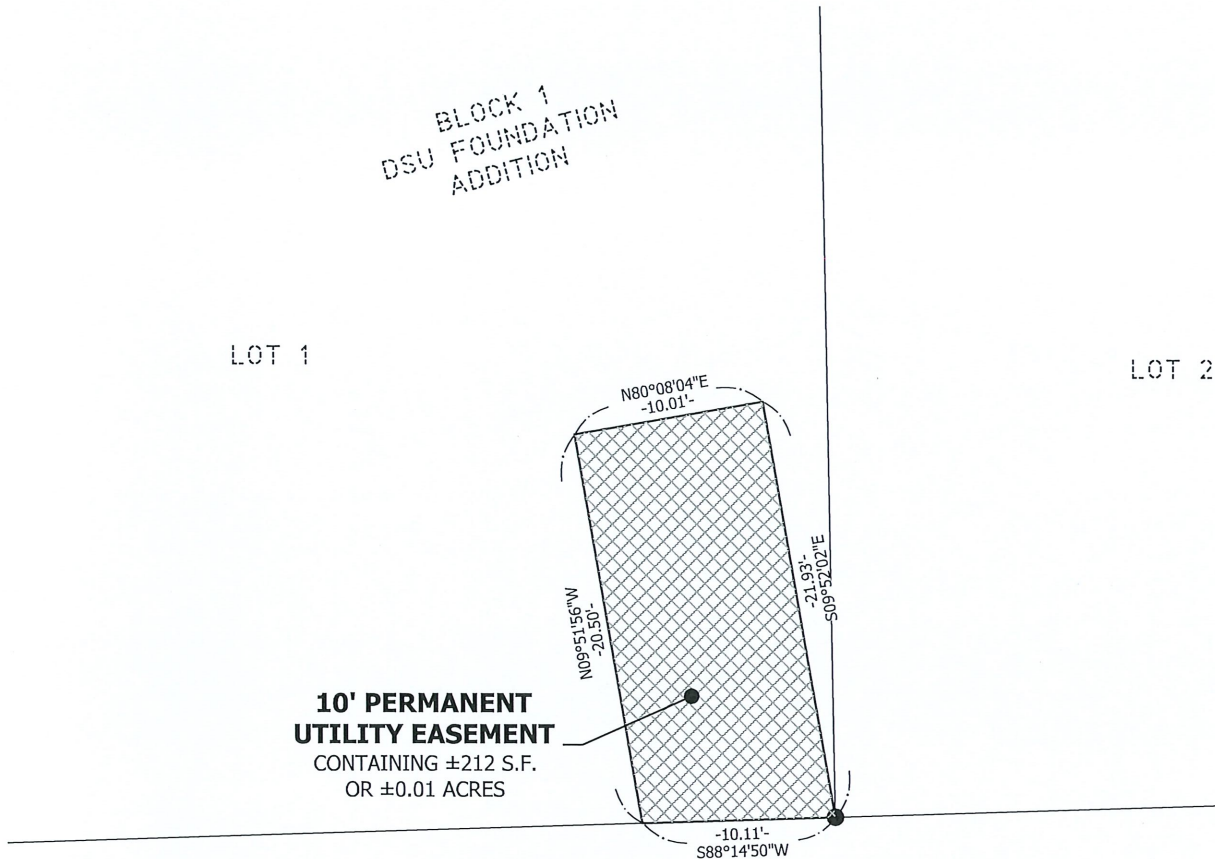 BLOCK 1
DSU FOUNDATION
ADDITION
LOT 1
LOT 2
N80°08'04"E
-10.01'-
N09°51'56"W
-20.50'-
-21.93'-
S09°52'02"E
10' PERMANENT
UTILITY EASEMENT
CONTAINING ±212 S.F.
OR ±0.01 ACRES
-10.11'-
S88°14'50"W